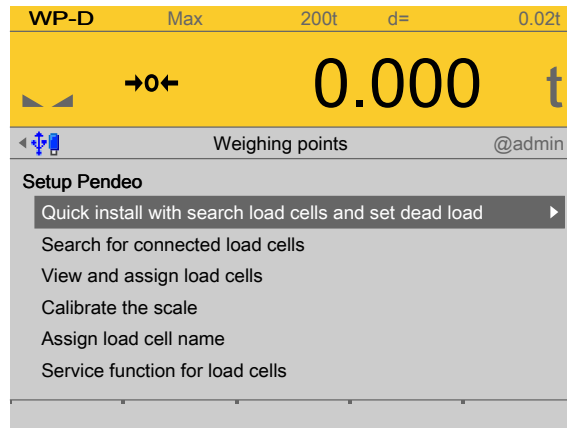 WP-D Max 200t d= 0.02t
→0← 0.000 t
Weighing points @admin
Setup Pendeo
Quick install with search load cells and set dead load
Search for connected load cells
View and assign load cells
Calibrate the scale
Assign load cell name
Service function for load cells